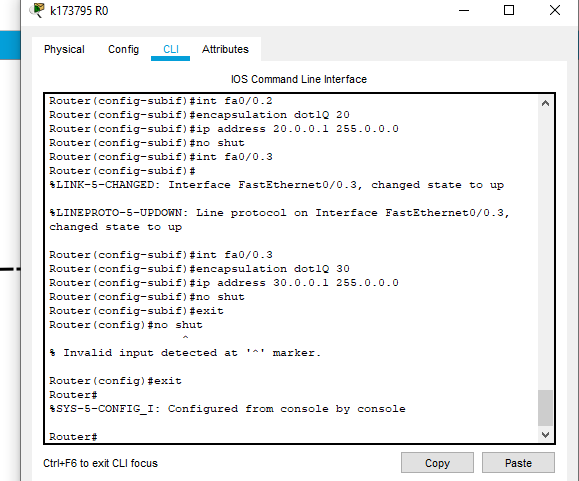 k173795 R0
Physical Config CLI Attributes
IOS Command Line Interface
Router(config-subif)#int fa0/0.2
Router(config-subif)#encapsulation dot1Q 20
Router(config-subif)#ip address 20.0.0.1 255.0.0.0
Router(config-subif)#no shut
Router(config-subif)#int fa0/0.3
Router(config-subif)#
%LINK-5-CHANGED: Interface FastEthernet0/0.3, changed state to up
%LINEPROTO-5-UPDOWN: Line protocol on Interface FastEthernet0/0.3,
changed state to up
Router(config-subif)#int fa0/0.3
Router(config-subif)#encapsulation dot1Q 30
Router(config-subif)#ip address 30.0.0.1 255.0.0.0
Router(config-subif)#no shut
Router(config-subif)#exit
Router(config)#no shut
^
% Invalid input detected at '^' marker.
Router(config)#exit
Router#
%SYS-5-CONFIG_I: Configured from console by console
Router#
Ctrl+F6 to exit CLI focus
Copy Paste